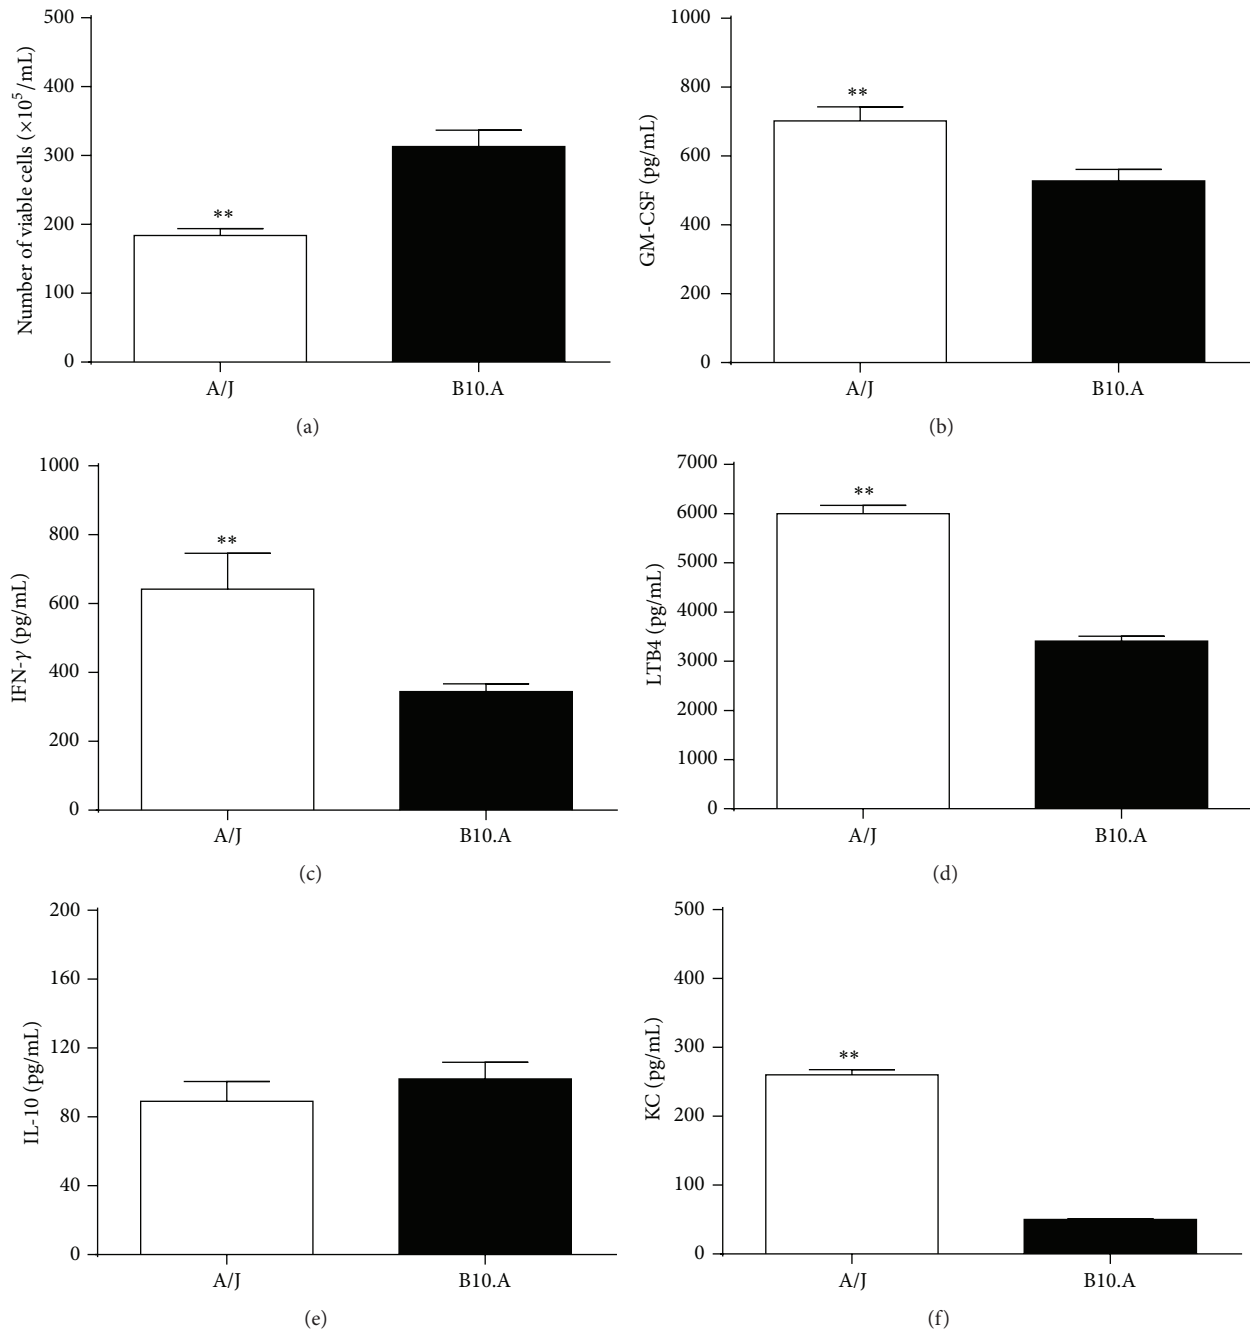 500
400
300
200
100
0
Number of viable cells (×10⁵/mL)
**
A/J
B10.A
(a)
1000
800
600
400
200
0
GM-CSF (pg/mL)
**
A/J
B10.A
(b)
1000
800
600
400
200
0
IFN-γ (pg/mL)
**
A/J
B10.A
(c)
7000
6000
5000
4000
3000
2000
1000
0
LTB4 (pg/mL)
**
A/J
B10.A
(d)
200
160
120
80
40
0
IL-10 (pg/mL)
A/J
B10.A
(e)
500
400
300
200
100
0
KC (pg/mL)
**
A/J
B10.A
(f)